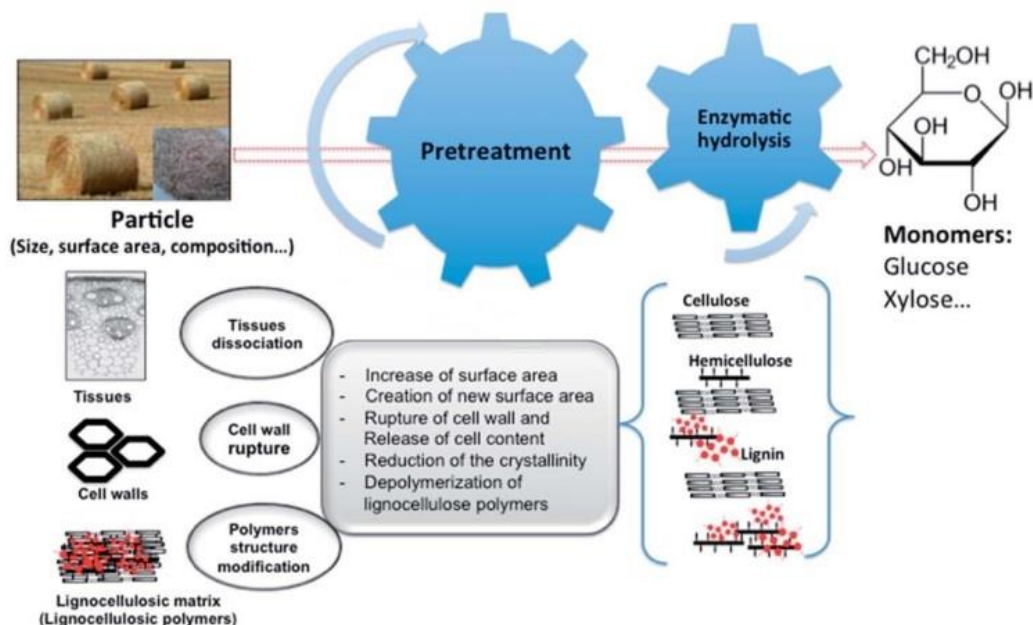 Pretreatment
Enzymatic
hydrolysis
CH₂OH
O
OH
OH
OH
OH
Particle
(Size, surface area, composition...)
Monomers:
Glucose
Xylose...
Tissues
Tissues
dissociation
Cell walls
Cell wall
rupture
Lignocellulosic matrix
(Lignocellulosic polymers)
Polymers
structure
modification
- Increase of surface area
- Creation of new surface area
- Rupture of cell wall and
Release of cell content
- Reduction of the crystallinity
- Depolymerization of
lignocellulose polymers
Cellulose
Hemicellulose
Lignin